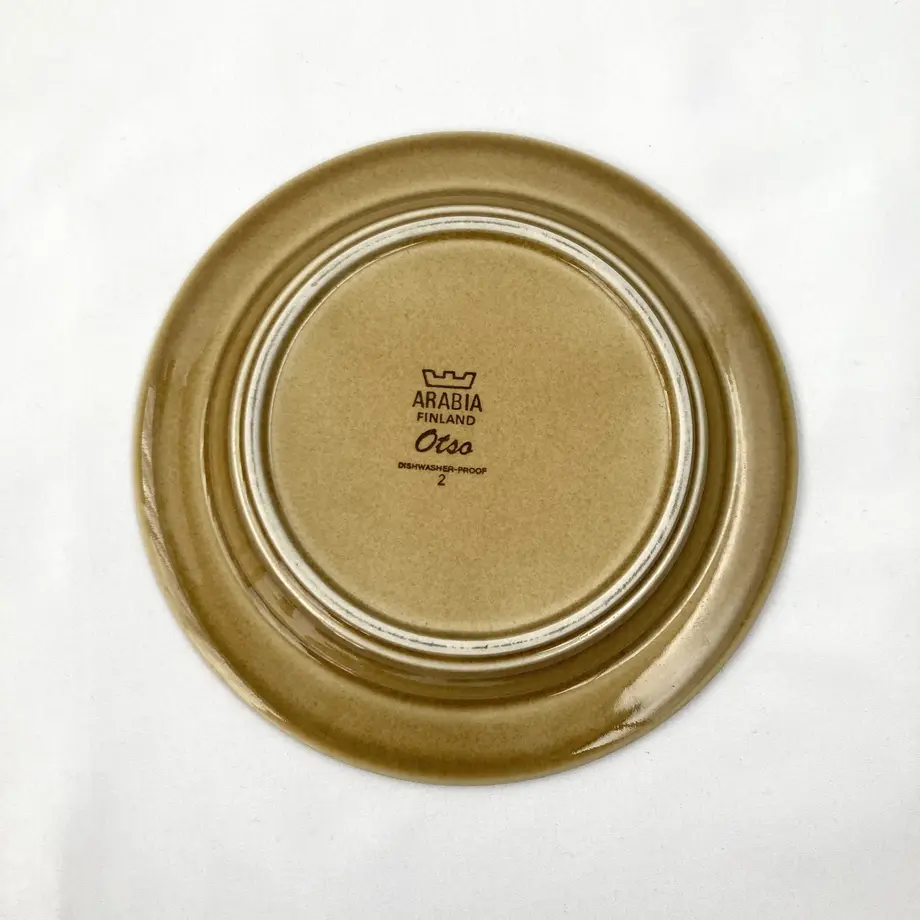 ARABIA
FINLAND
Otso
DISHWASHER-PROOF
2